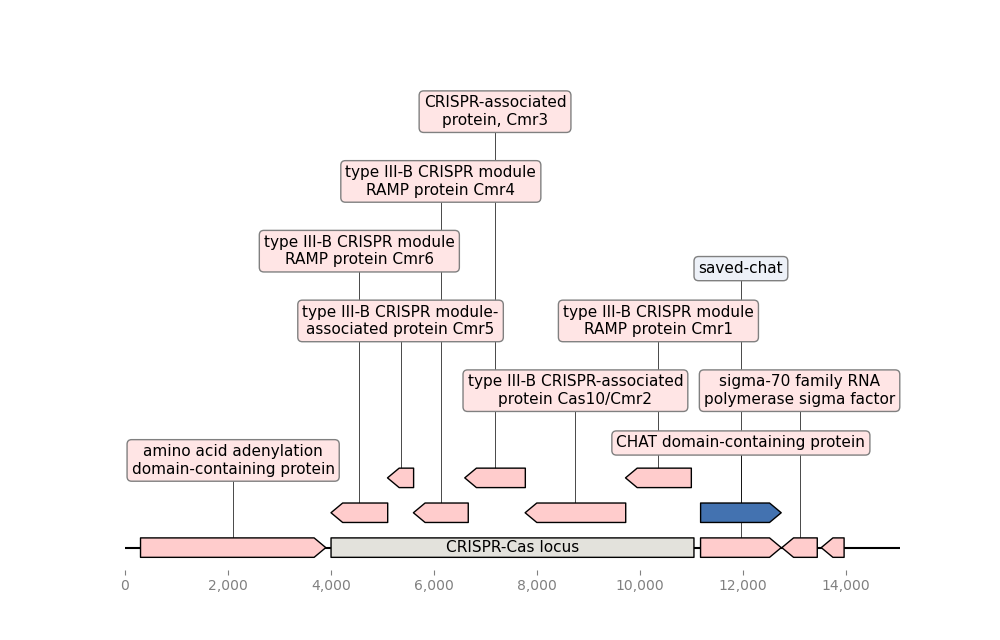 CRISPR-associated
protein, Cmr3
type III-B CRISPR module
RAMP protein Cmr4
type III-B CRISPR module
RAMP protein Cmr6
saved-chat
type III-B CRISPR module-
associated protein Cmr5
type III-B CRISPR module
RAMP protein Cmr1
type III-B CRISPR-associated
protein Cas10/Cmr2
sigma-70 family RNA
polymerase sigma factor
CHAT domain-containing protein
amino acid adenylation
domain-containing protein
CRISPR-Cas locus
0 2,000 4,000 6,000 8,000 10,000 12,000 14,000